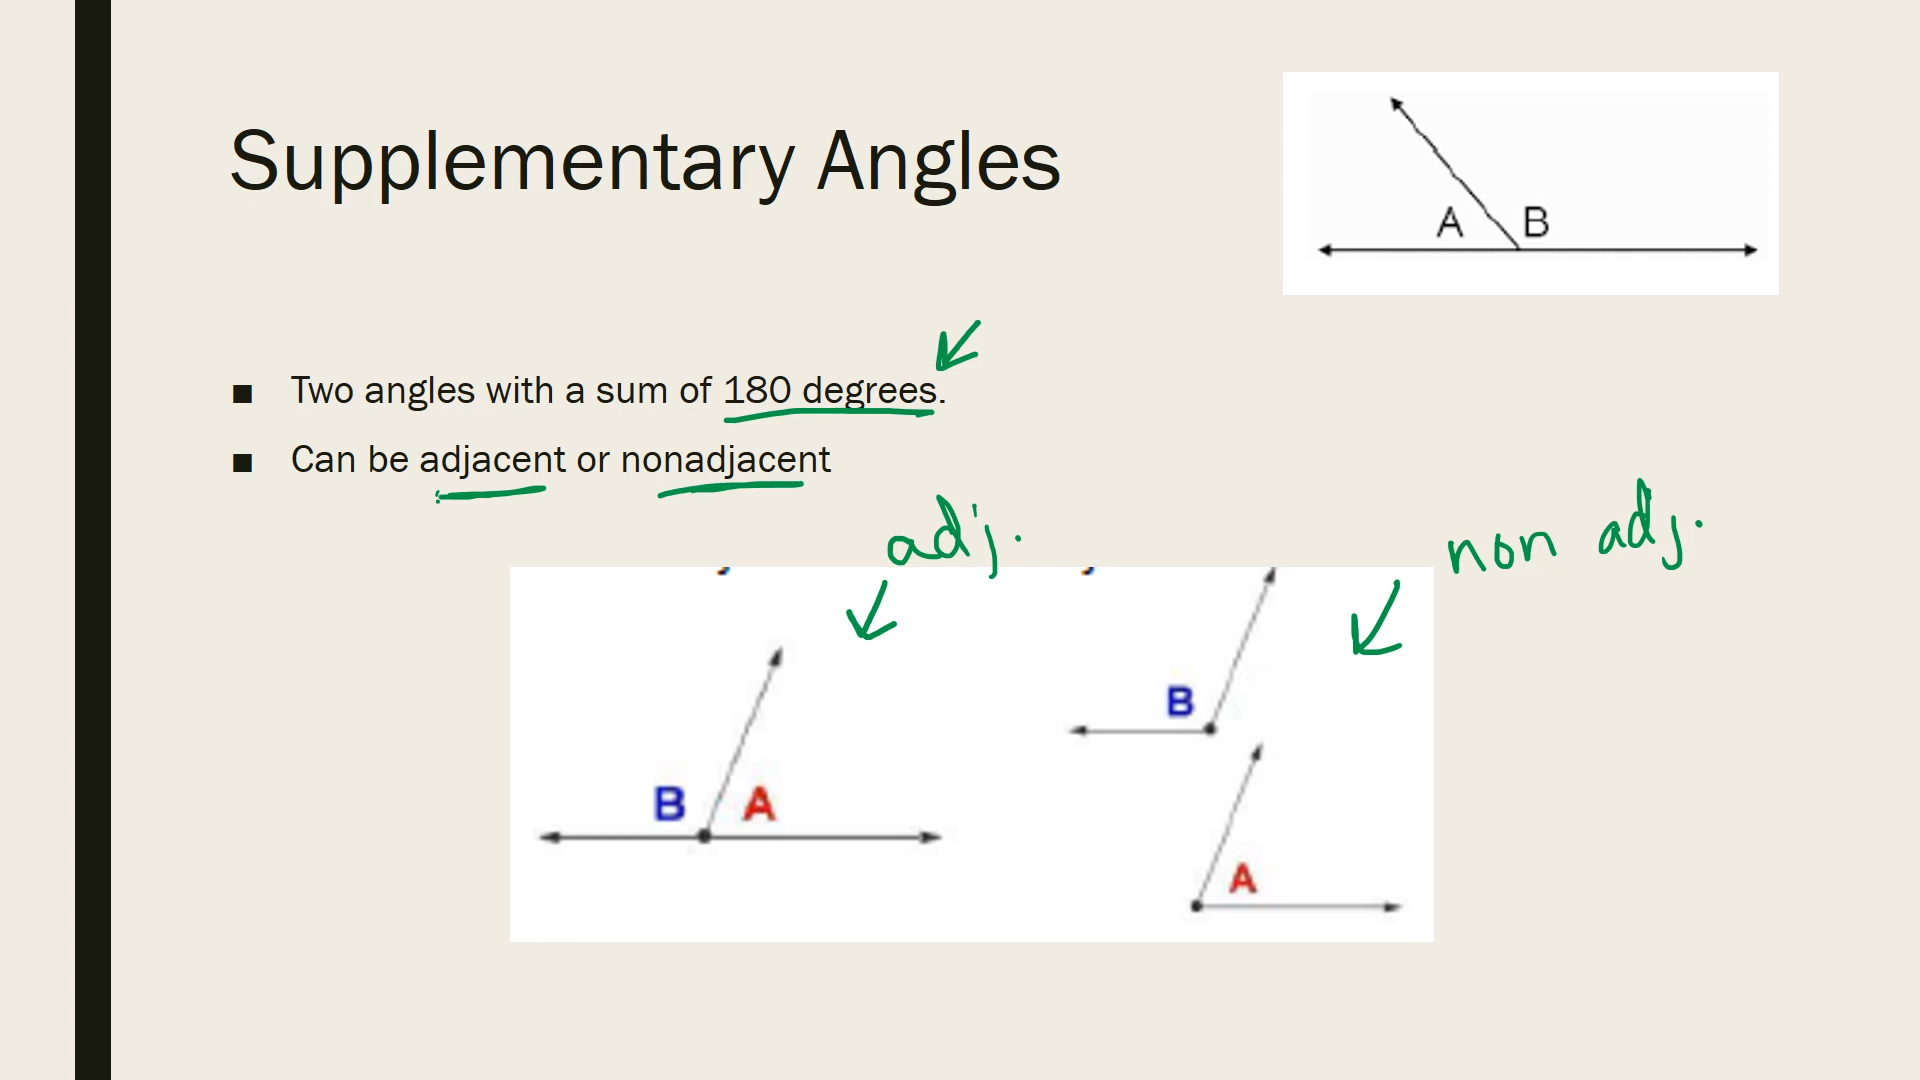 Supplementary Angles
A B
■ Two angles with a sum of 180 degrees.
■ Can be adjacent or nonadjacent
adj.
non adj.
B
B A
A